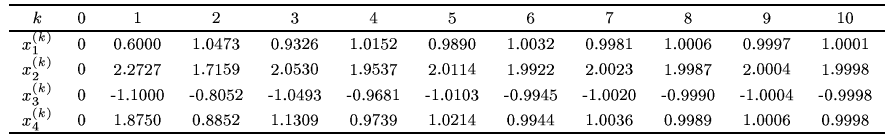 k 0 1 2 3 4 5 6 7 8 9 10
x_1^(k) 0 0.6000 1.0473 0.9326 1.0152 0.9890 1.0032 0.9981 1.0006 0.9997 1.0001
x_2^(k) 0 2.2727 1.7159 2.0530 1.9537 2.0114 1.9922 2.0023 1.9987 2.0004 1.9998
x_3^(k) 0 -1.1000 -0.8052 -1.0493 -0.9681 -1.0103 -0.9945 -1.0020 -0.9990 -1.0004 -0.9998
x_4^(k) 0 1.8750 0.8852 1.1309 0.9739 1.0214 0.9944 1.0036 0.9989 1.0006 0.9998